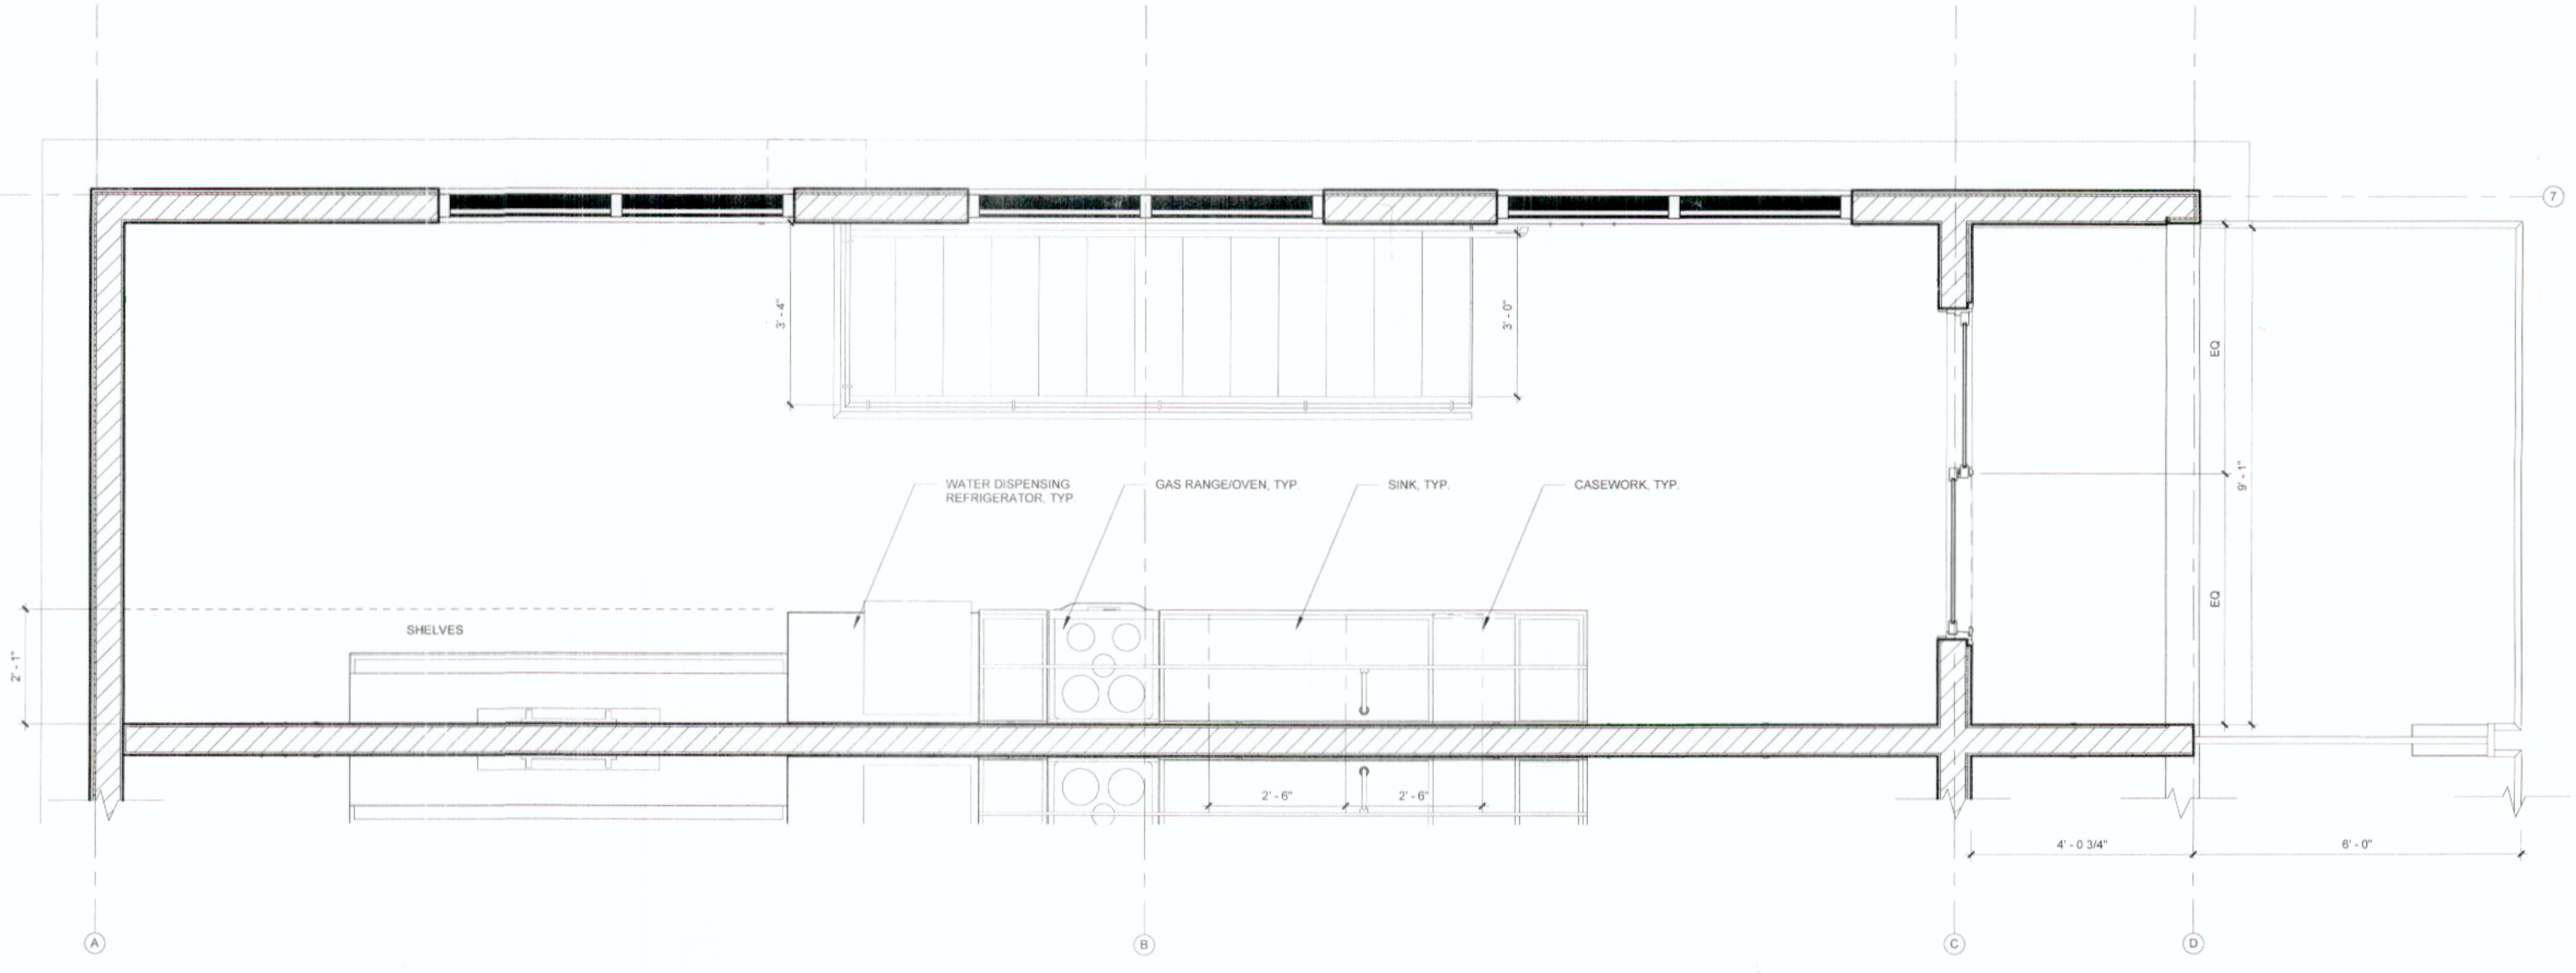 7
3' - 4"
3' - 0"
EQ
9' - 1"
WATER DISPENSING
REFRIGERATOR, TYP
GAS RANGE/OVEN, TYP.
SINK, TYP.
CASEWORK, TYP.
EQ
SHELVES
2' - 1"
2' - 6"
2' - 6"
4' - 0 3/4"
6' - 0"
A
B
C
D